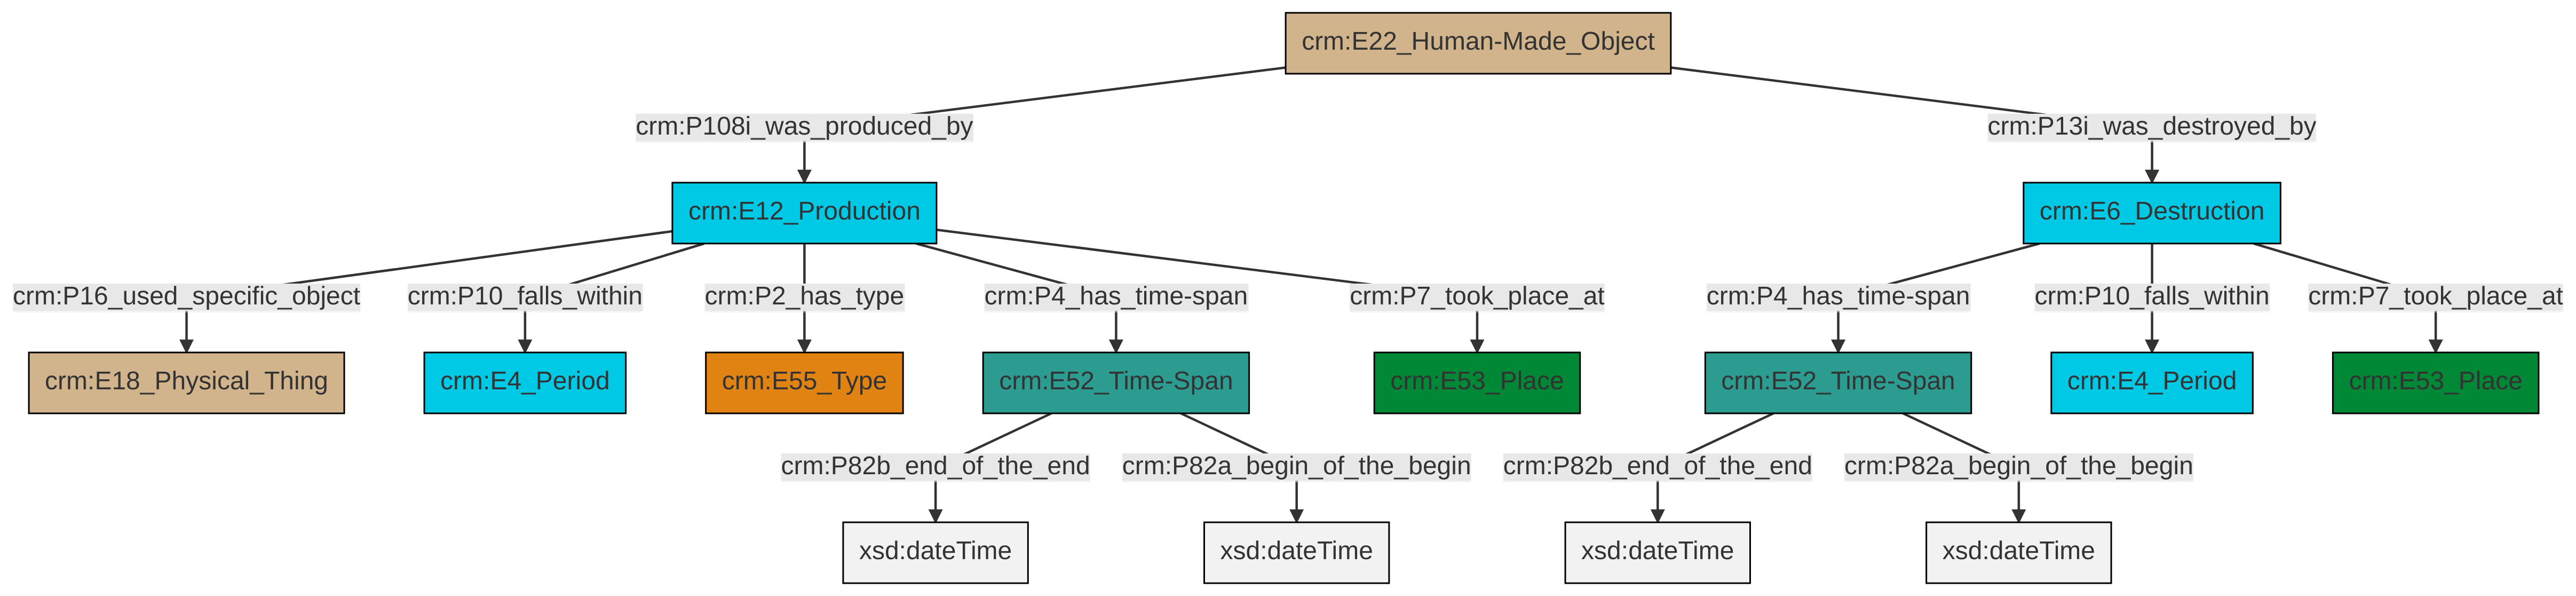 crm:E22_Human-Made_Object
crm:P108i_was_produced_by
crm:P13i_was_destroyed_by
crm:E12_Production
crm:E6_Destruction
crm:P16_used_specific_object
crm:P10_falls_within
crm:P2_has_type
crm:P4_has_time-span
crm:P7_took_place_at
crm:P4_has_time-span
crm:P10_falls_within
crm:P7_took_place_at
crm:E18_Physical_Thing
crm:E4_Period
crm:E55_Type
crm:E52_Time-Span
crm:E53_Place
crm:E52_Time-Span
crm:E4_Period
crm:E53_Place
crm:P82b_end_of_the_end
crm:P82a_begin_of_the_begin
crm:P82b_end_of_the_end
crm:P82a_begin_of_the_begin
xsd:dateTime
xsd:dateTime
xsd:dateTime
xsd:dateTime